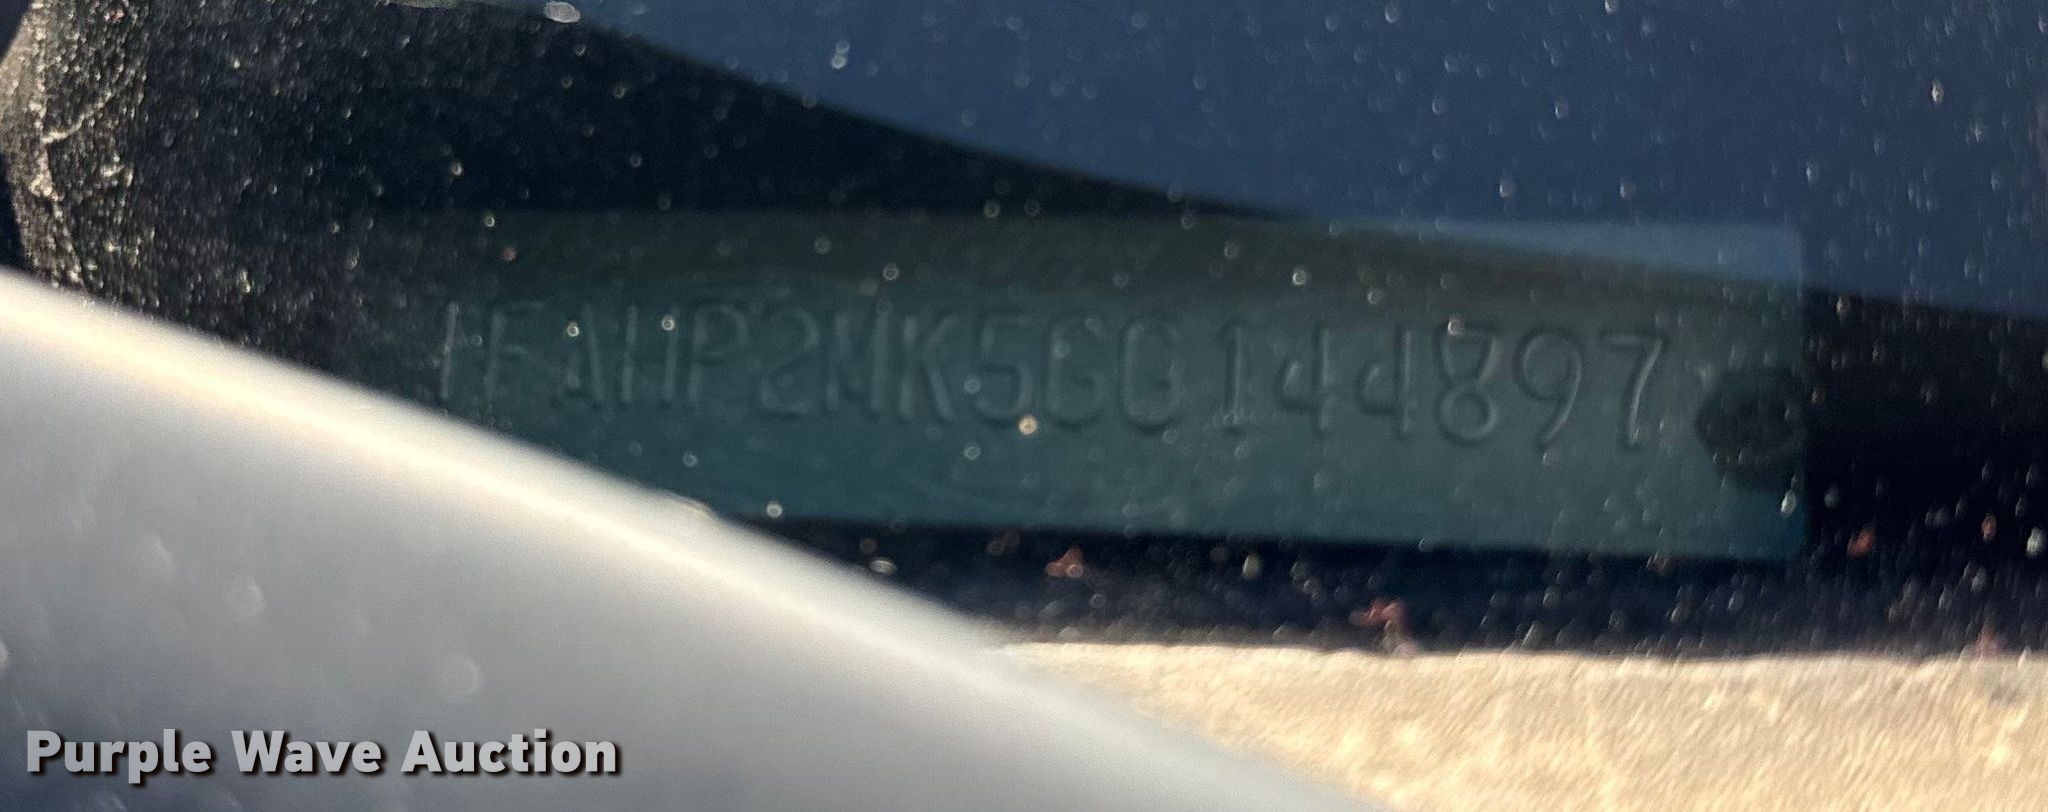 1FAHP2MK5GG144897
Purple Wave Auction